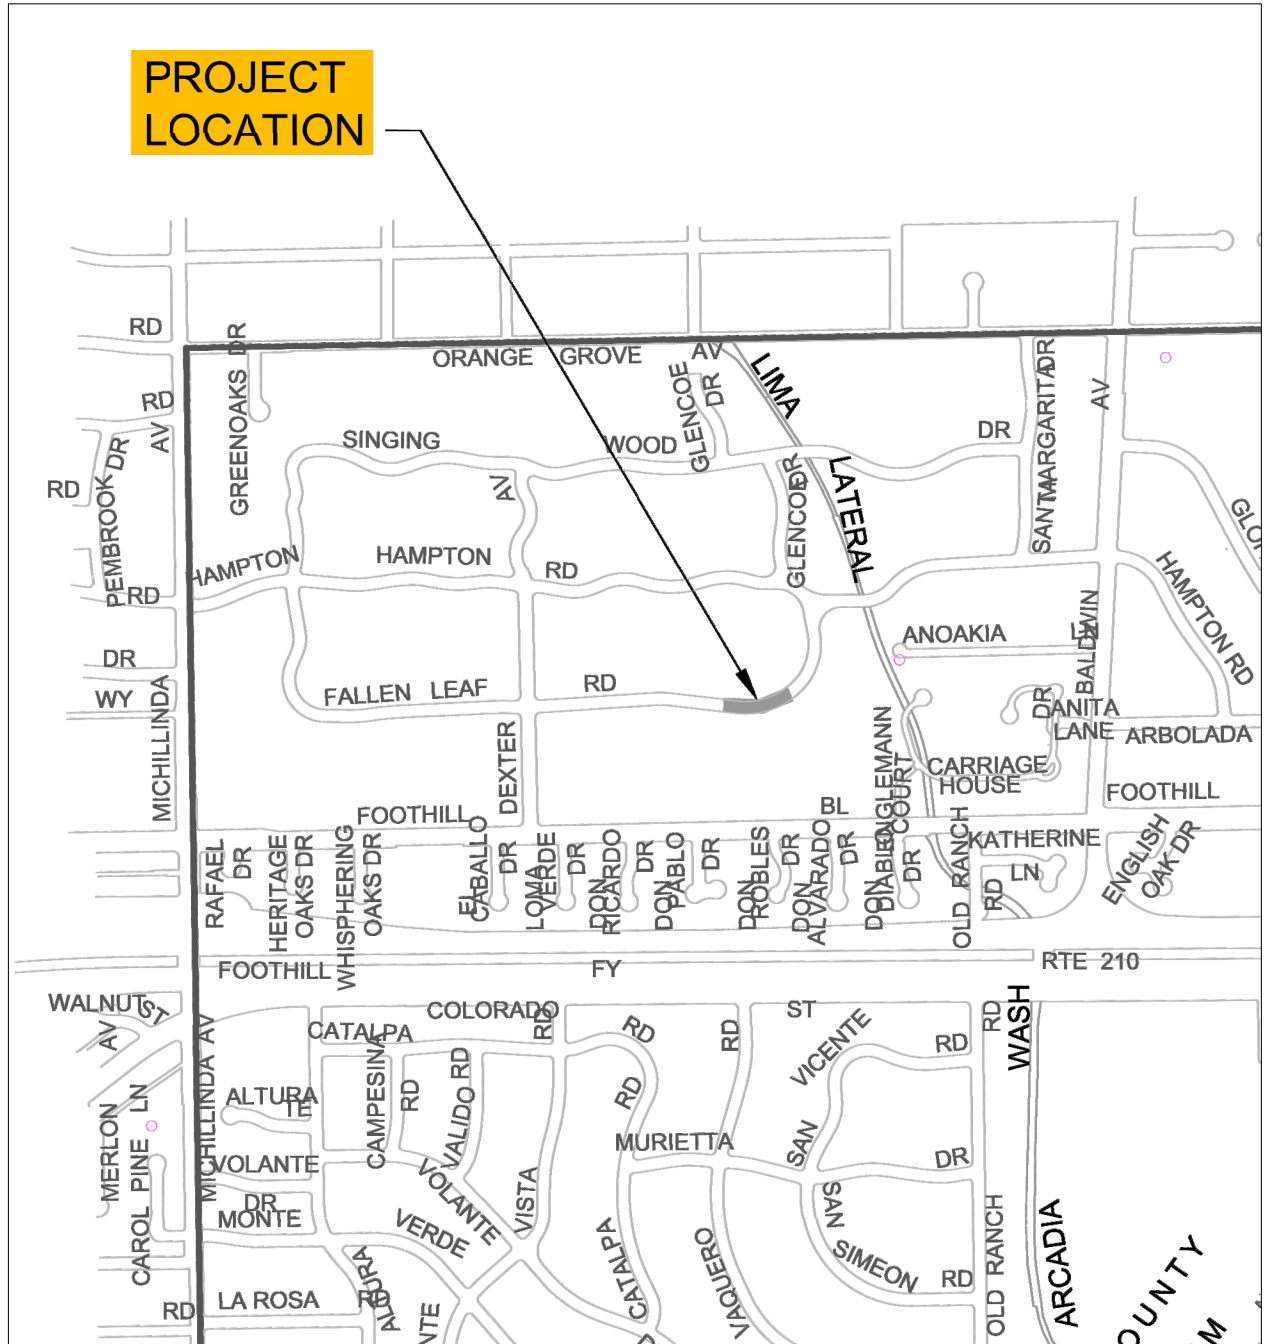 PROJECT
LOCATION
RD
ORANGE GROVE AV
GREENOAKS DR
LIMA
LATERAL
GLENCOE
DR
SANTA MARGARITA DR
AV
RD
AV
SINGING WOOD DR
PEMBROOK DR
RD
AV
GLENCOE DR
HAMPTON
HAMPTON RD
RD
HAMPTON RD
DR
ANOAKIA LN
BALDWIN
WY
FALLEN LEAF RD
MICHILLINDA
DEXTER
DR
ANITA
LANE
ARBOLADA
ENGLEMANN
COURT
CARRIAGE
HOUSE
FOOTHILL BL
FOOTHILL
KATHERINE
LN
ENGLISH
OAK DR
RAFAEL
DR
HERITAGE
OAKS DR
WHISPHERING
OAKS DR
EL
CABALLO
DR
LOMA
VERDE
DR
DON
RICARDO
DR
DON
PABLO
DR
DON
ROBLES
DR
DON
ALVARADO
DR
DON
DIABLO
DR
OLD RANCH
RD
FOOTHILL FY
RTE 210
WALNUT
ST
AV
COLORADO ST
RD
CATALPA
RD
RD
RD
CAMPESINA
RD
VALIDO RD
VICENTE
RD
RD
WASH
MICHILLINDA AV
ALTURA
TE
MERLON
CAROL PINE LN
VOLANTE
DR
MONTE
VOLANTE
VERDE
VISTA
MURIETTA
DR
SAN
SAN
SIMEON
RD
CATALPA
VAQUERO
OLD RANCH
ARCADIA
OUNTY
M
RD
LA ROSA RD
ALTURA
NTE